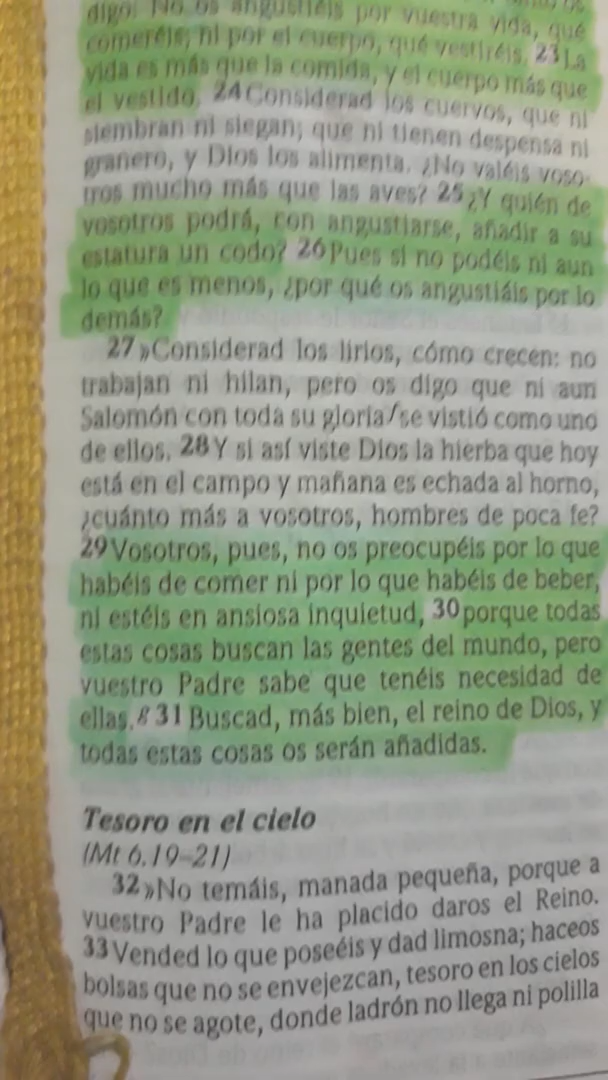 digo: No os angustiéis por vuestra vida, qué
comeréis; ni por el cuerpo, qué vestiréis. 23 La
vida es más que la comida, y el cuerpo más que
el vestido. 24 Considerad los cuervos, que ni
siembran ni siegan; que ni tienen despensa ni
granero, y Dios los alimenta. ¿No valéis voso-
tros mucho más que las aves? 25 ¿Y quién de
vosotros podrá, con angustiarse, añadir a su
estatura un codo? 26 Pues si no podéis ni aun
lo que es menos, ¿por qué os angustiáis por lo
demás?
27 »Considerad los lirios, cómo crecen: no
trabajan ni hilan, pero os digo que ni aun
Salomón con toda su gloria f se vistió como uno
de ellos. 28 Y si así viste Dios la hierba que hoy
está en el campo y mañana es echada al horno,
¿cuánto más a vosotros, hombres de poca fe?
29 Vosotros, pues, no os preocupéis por lo que
habéis de comer ni por lo que habéis de beber,
ni estéis en ansiosa inquietud, 30 porque todas
estas cosas buscan las gentes del mundo, pero
vuestro Padre sabe que tenéis necesidad de
ellas. g 31 Buscad, más bien, el reino de Dios, y
todas estas cosas os serán añadidas.
Tesoro en el cielo
(Mt 6.19-21)
32 »No temáis, manada pequeña, porque a
vuestro Padre le ha placido daros el Reino.
33 Vended lo que poseéis y dad limosna; haceos
bolsas que no se envejezcan, tesoro en los cielos
que no se agote, donde ladrón no llega ni polilla